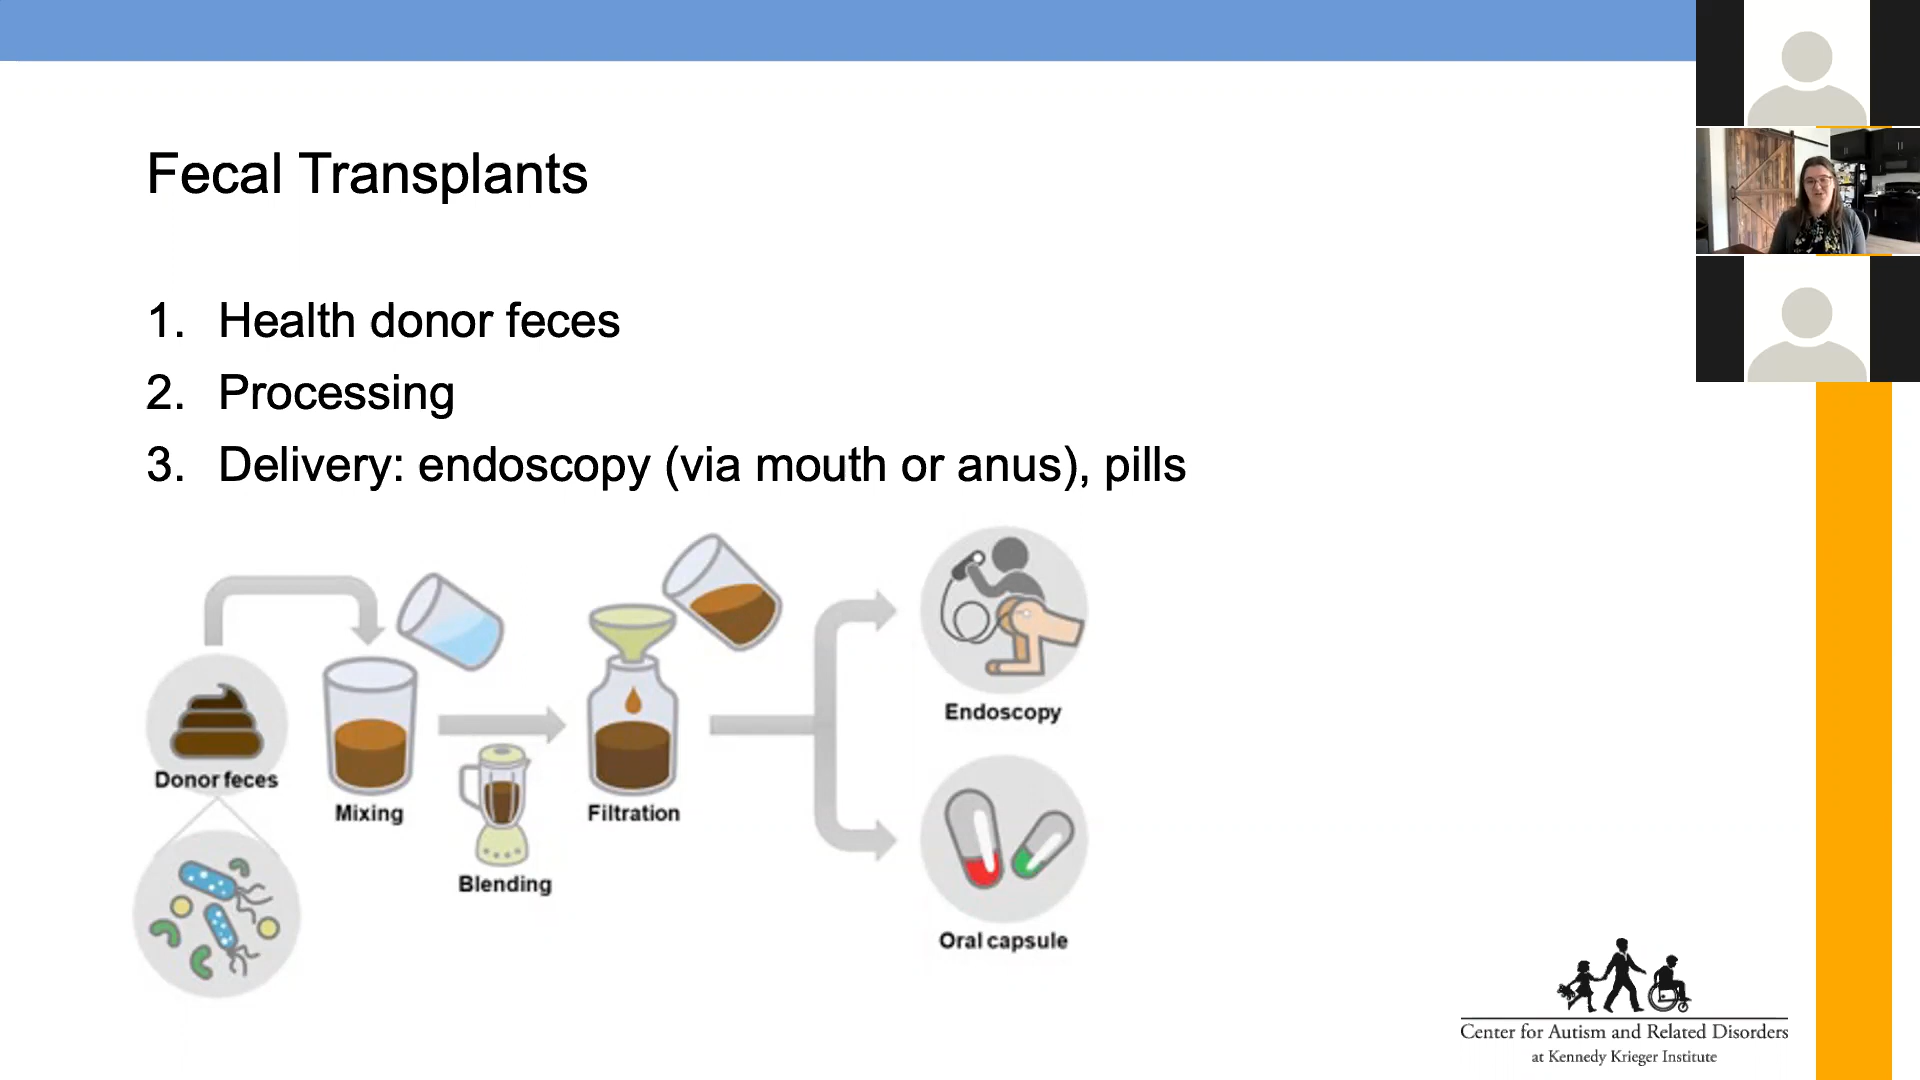 Fecal Transplants
1. Health donor feces
2. Processing
3. Delivery: endoscopy (via mouth or anus), pills
Donor feces
Mixing
Blending
Filtration
Endoscopy
Oral capsule
Center for Autism and Related Disorders
at Kennedy Krieger Institute